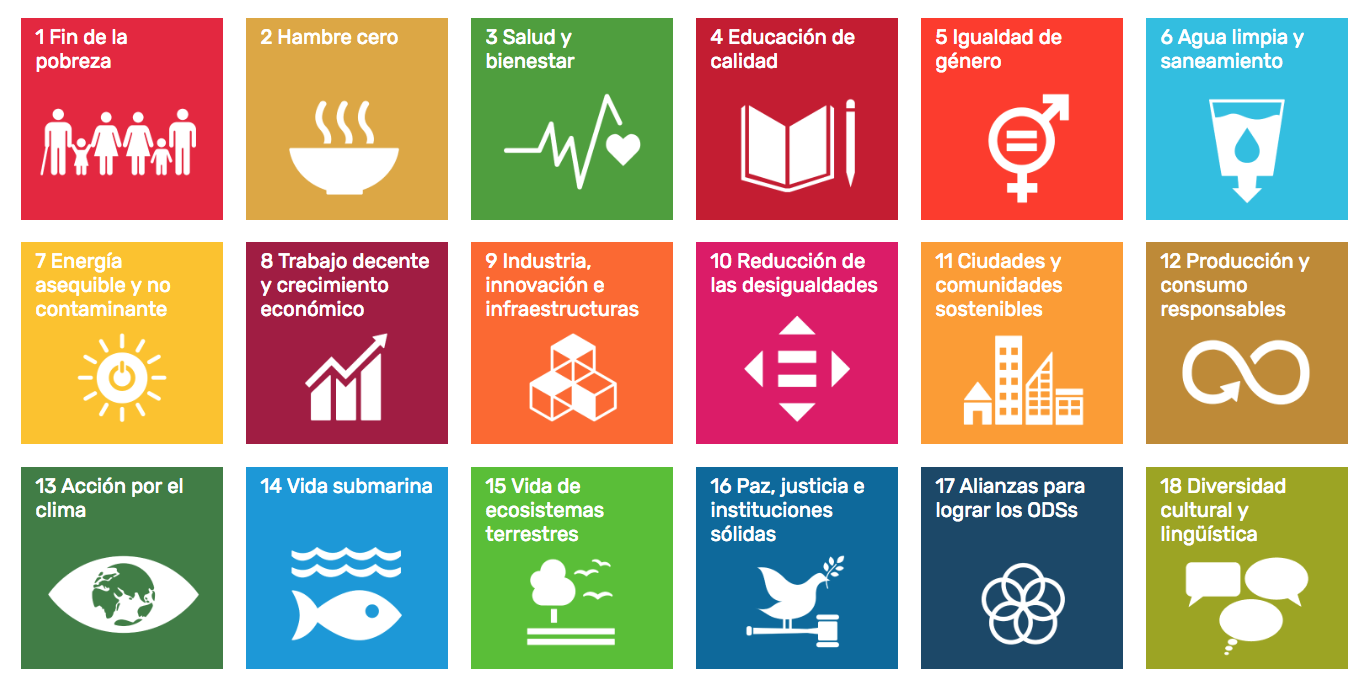 1 Fin de la
pobreza
2 Hambre cero
3 Salud y
bienestar
4 Educación de
calidad
5 Igualdad de
género
6 Agua limpia y
saneamiento
7 Energía
asequible y no
contaminante
8 Trabajo decente
y crecimiento
económico
9 Industria,
innovación e
infraestructuras
10 Reducción de
las desigualdades
11 Ciudades y
comunidades
sostenibles
12 Producción y
consumo
responsables
13 Acción por el
clima
14 Vida submarina
15 Vida de
ecosistemas
terrestres
16 Paz, justicia e
instituciones
sólidas
17 Alianzas para
lograr los ODSs
18 Diversidad
cultural y
lingüística